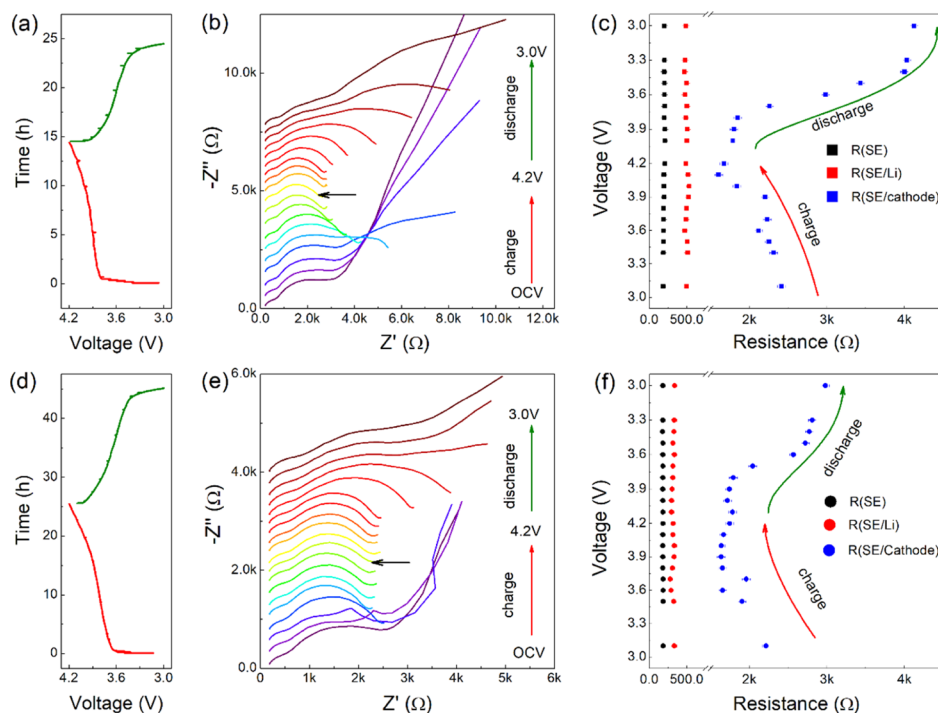 (a)
25
20
15
10
5
0
Time (h)
4.2 3.6 3.0
Voltage (V)
(b)
10.0k
5.0k
0.0
-Z'' (Ω)
0.0 2.0k 4.0k 6.0k 8.0k 10.0k 12.0k
Z' (Ω)
3.0V
discharge
4.2V
charge
OCV
(c)
3.0
3.3
3.6
3.9
4.2
3.9
3.6
3.3
3.0
Voltage (V)
0.0 500.0 2k 3k 4k
Resistance (Ω)
discharge
R(SE)
R(SE/Li)
R(SE/cathode)
charge
(d)
40
30
20
10
0
Time (h)
4.2 3.6 3.0
Voltage (V)
(e)
6.0k
4.0k
2.0k
0.0
-Z'' (Ω)
0 1k 2k 3k 4k 5k 6k
Z' (Ω)
3.0V
discharge
4.2V
charge
OCV
(f)
3.0
3.3
3.6
3.9
4.2
3.9
3.6
3.3
3.0
Voltage (V)
0.0 500.0 2k 3k 4k
Resistance (Ω)
discharge
R(SE)
R(SE/Li)
R(SE/Cathode)
charge